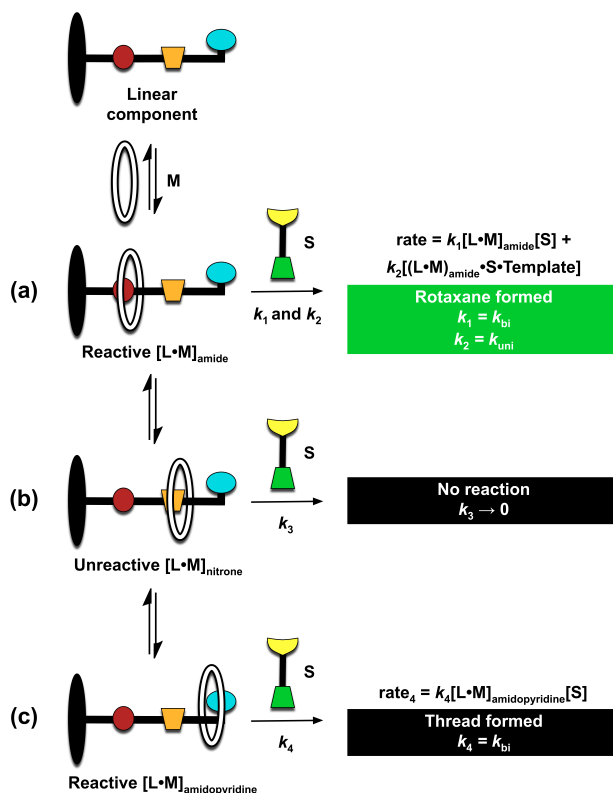 Linear
component
M
(a)
S
k₁ and k₂
Reactive [L•M]amide
rate = k₁[L•M]amide[S] +
k₂[(L•M)amide•S•Template]
Rotaxane formed
k₁ = kbi
k₂ = kuni
(b)
S
k₃
Unreactive [L•M]nitrone
No reaction
k₃ → 0
(c)
S
k₄
Reactive [L•M]amidopyridine
rate₄ = k₄[L•M]amidopyridine[S]
Thread formed
k₄ = kbi